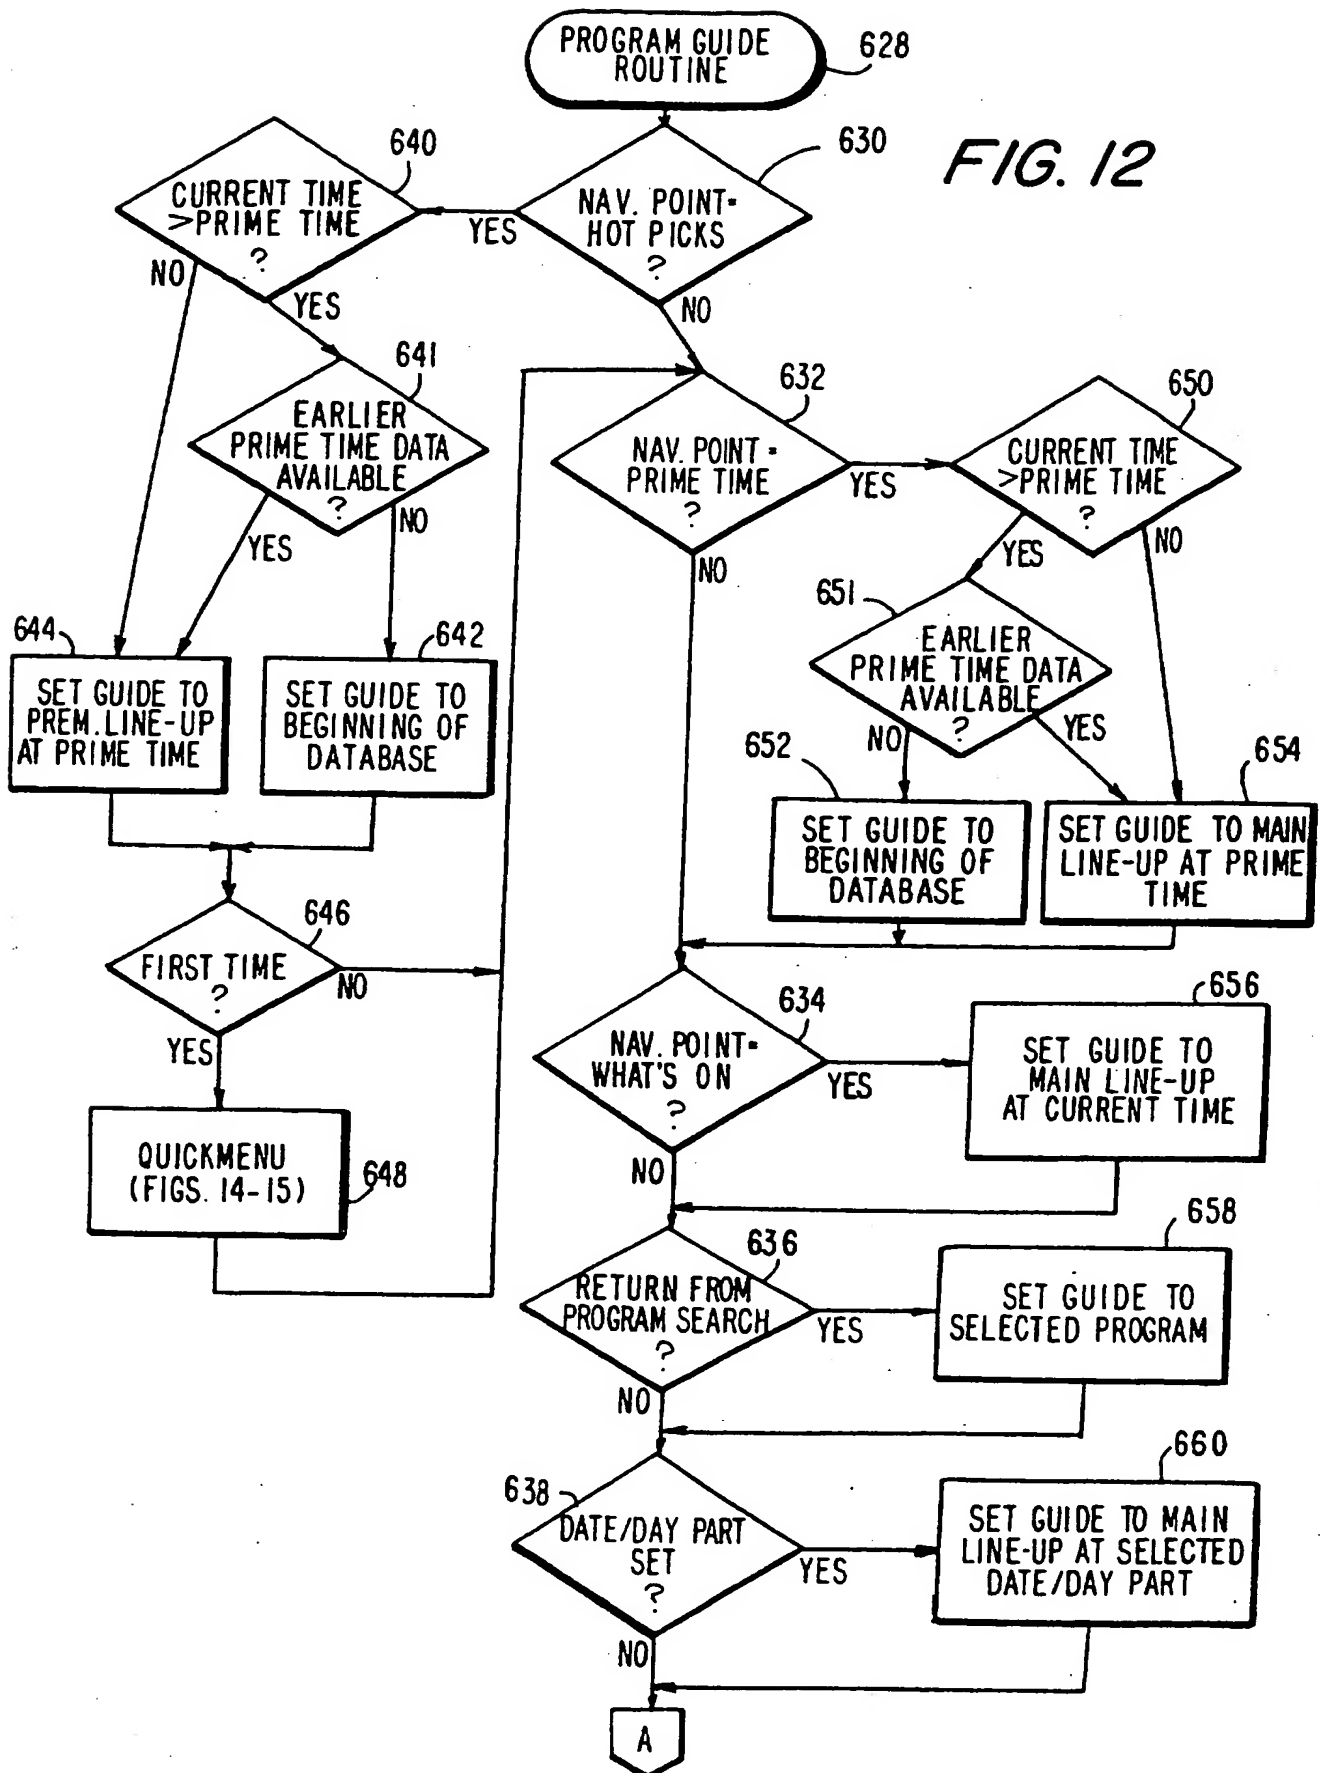 PROGRAM GUIDE
ROUTINE
628
FIG. 12
640
630
CURRENT TIME
>PRIME TIME
?
YES
NAV. POINT=
HOT PICKS
?
NO
YES
NO
641
EARLIER
PRIME TIME DATA
AVAILABLE
?
YES
NO
632
NAV. POINT =
PRIME TIME
?
YES
NO
650
CURRENT TIME
>PRIME TIME
?
YES
NO
651
EARLIER
PRIME TIME DATA
AVAILABLE
?
NO
YES
644
SET GUIDE TO
PREM. LINE-UP
AT PRIME TIME
642
SET GUIDE TO
BEGINNING OF
DATABASE
652
SET GUIDE TO
BEGINNING OF
DATABASE
654
SET GUIDE TO MAIN
LINE-UP AT PRIME
TIME
646
FIRST TIME
?
NO
YES
QUICKMENU
(FIGS. 14-15)
648
634
NAV. POINT=
WHAT'S ON
?
YES
NO
656
SET GUIDE TO
MAIN LINE-UP
AT CURRENT TIME
636
RETURN FROM
PROGRAM SEARCH
?
YES
NO
658
SET GUIDE TO
SELECTED PROGRAM
638
DATE/DAY PART
SET
?
YES
NO
660
SET GUIDE TO MAIN
LINE-UP AT SELECTED
DATE/DAY PART
A